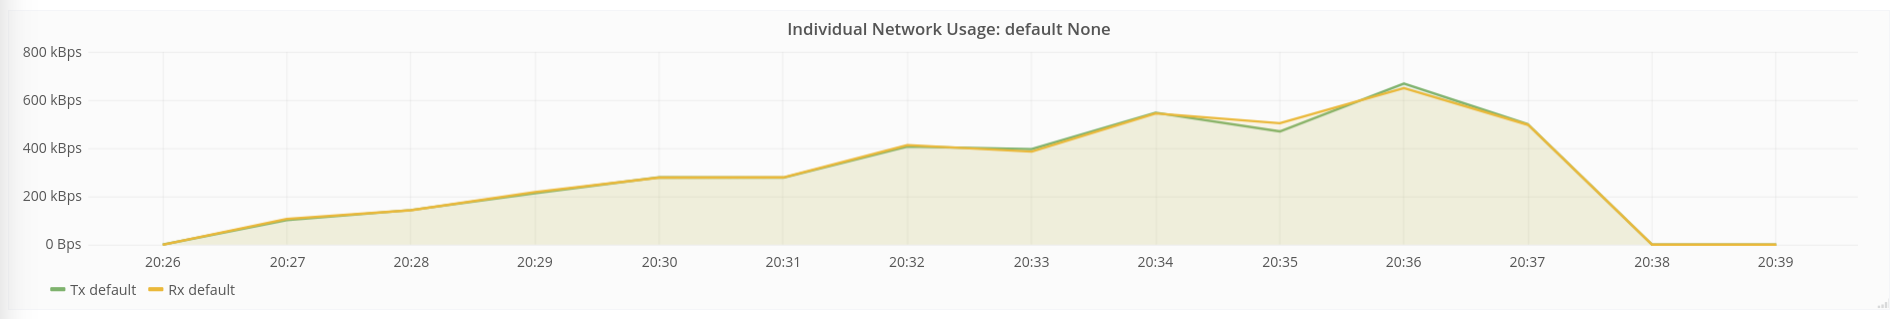 Individual Network Usage: default None
800 kBps
600 kBps
400 kBps
200 kBps
0 Bps
20:26 20:27 20:28 20:29 20:30 20:31 20:32 20:33 20:34 20:35 20:36 20:37 20:38 20:39
Tx default Rx default